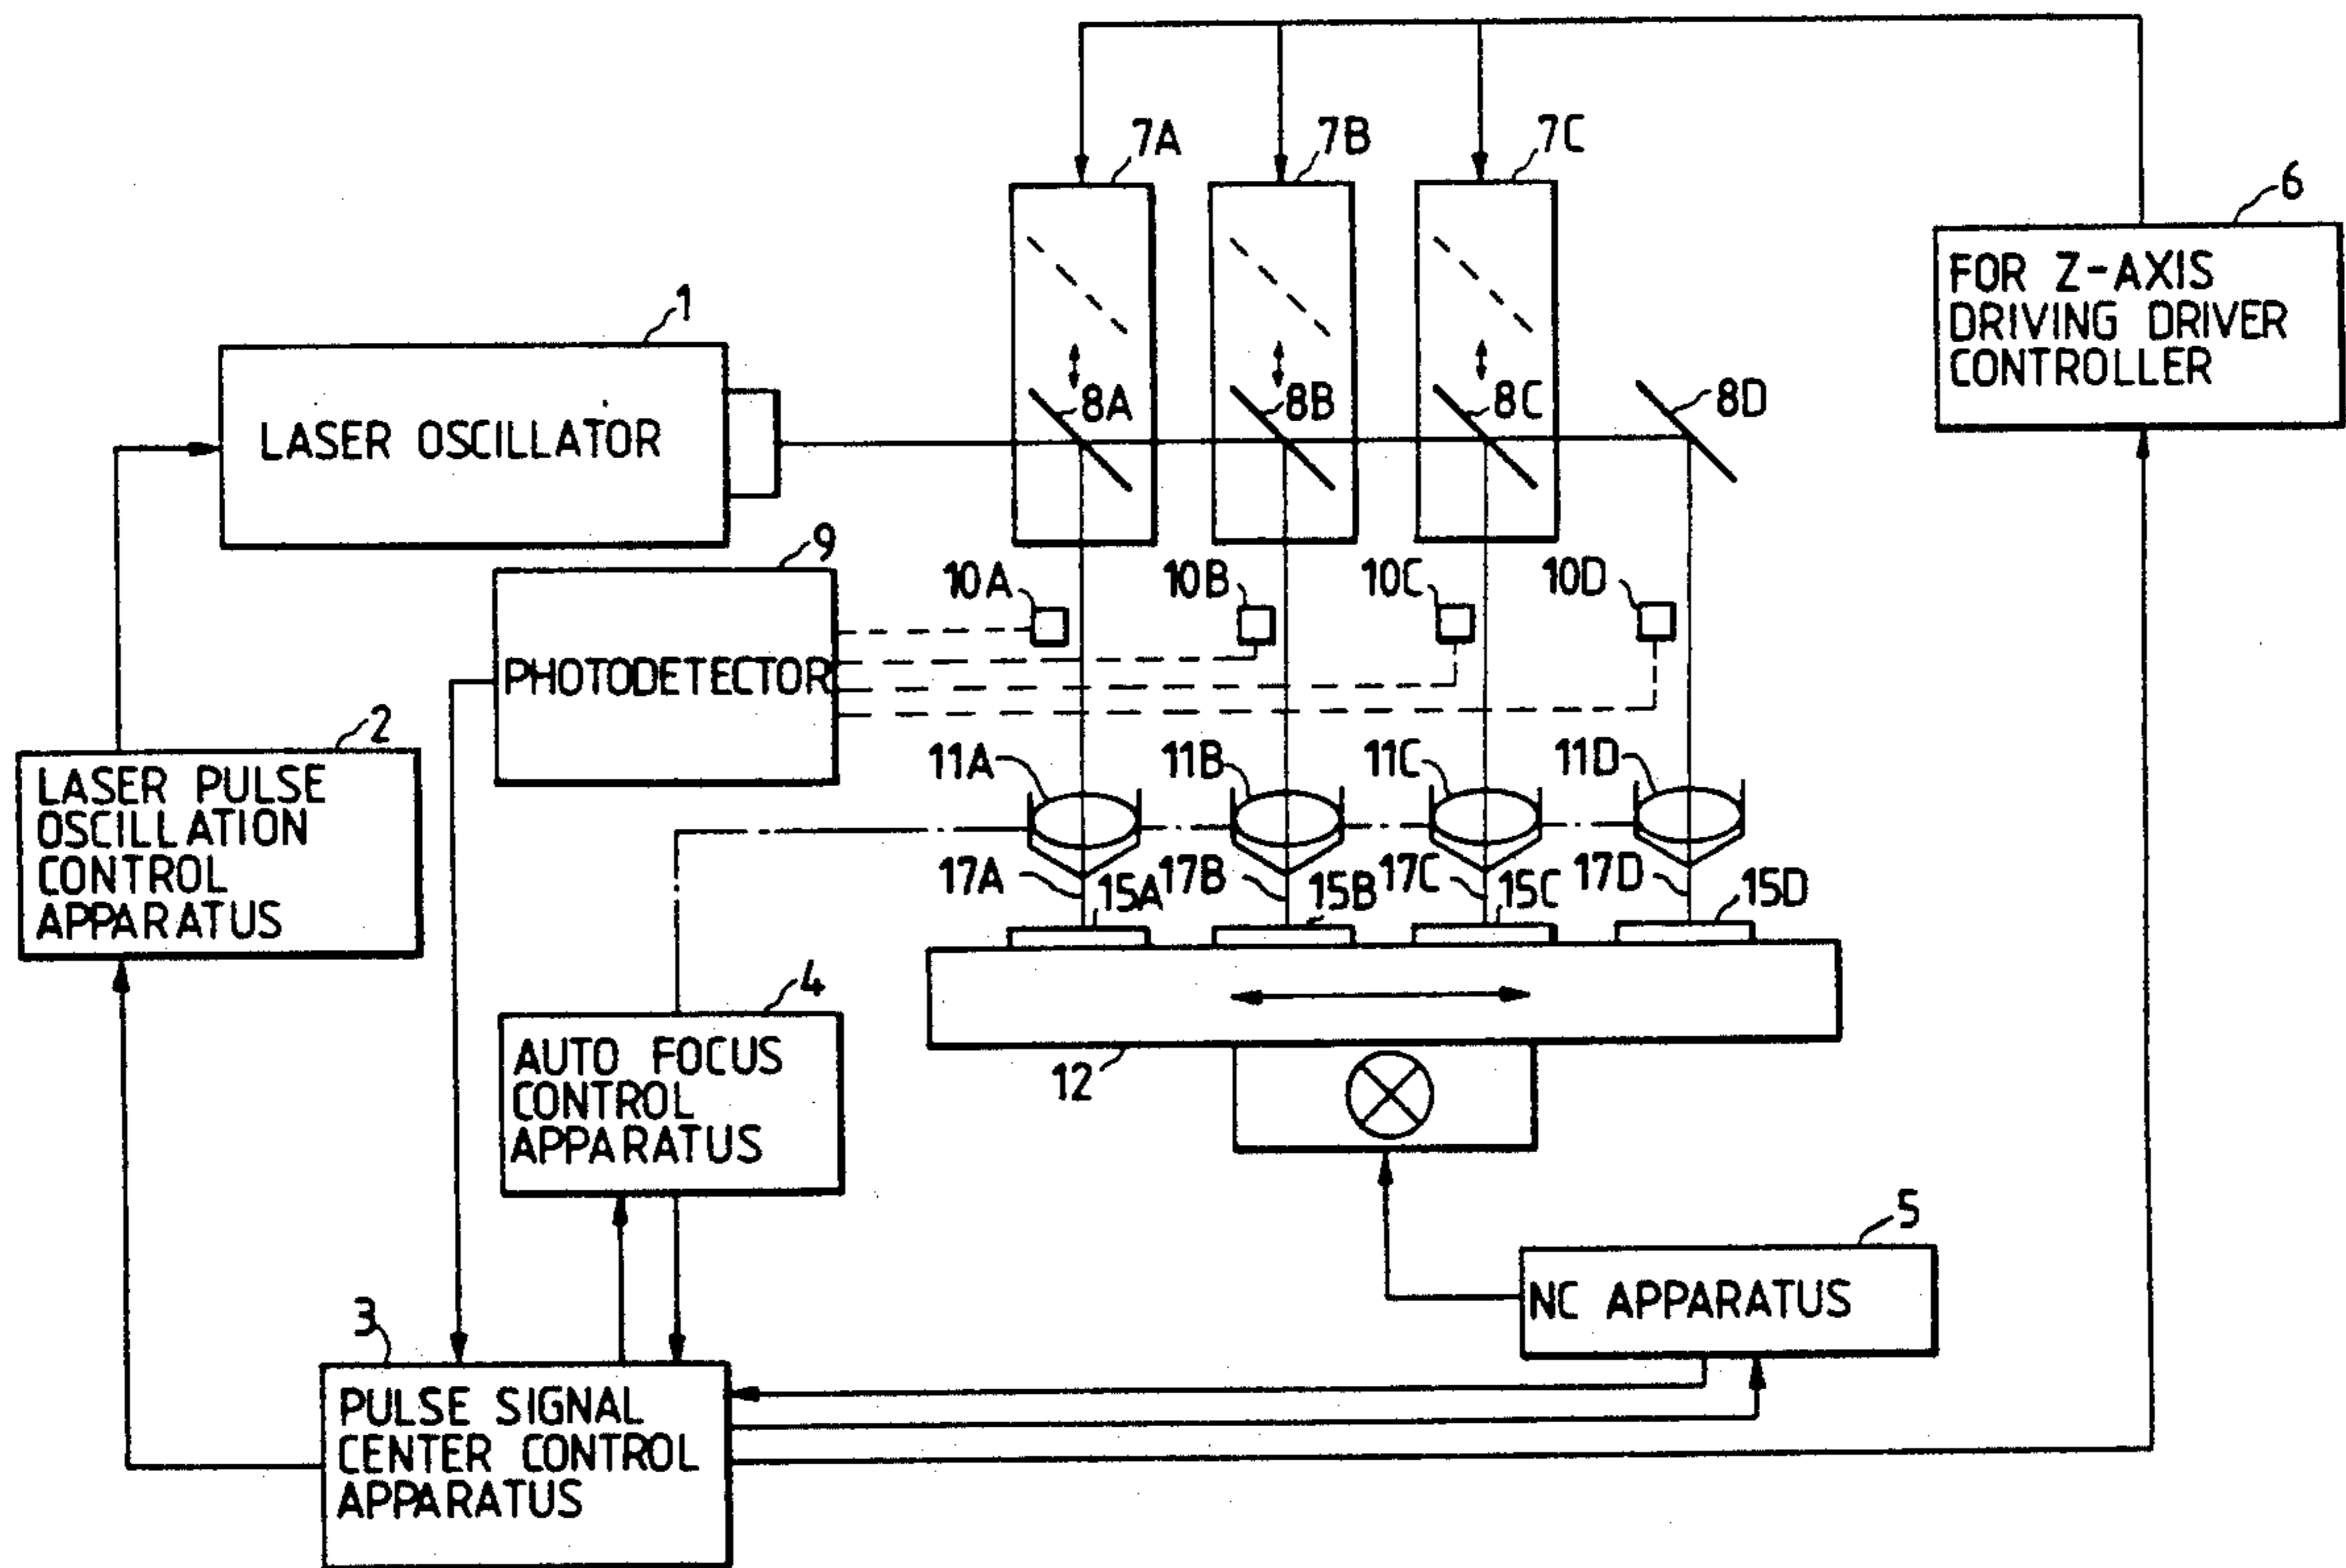 7A
7B
7C
6
FOR Z-AXIS
DRIVING DRIVER
CONTROLLER
1
LASER OSCILLATOR
8A
8B
8C
8D
9
PHOTODETECTOR
10A
10B
10C
10D
2
LASER PULSE
OSCILLATION
CONTROL
APPARATUS
11A
11B
11C
11D
17A
15A
17B
15B
17C
15C
17D
15D
4
AUTO FOCUS
CONTROL
APPARATUS
12
5
NC APPARATUS
3
PULSE SIGNAL
CENTER CONTROL
APPARATUS